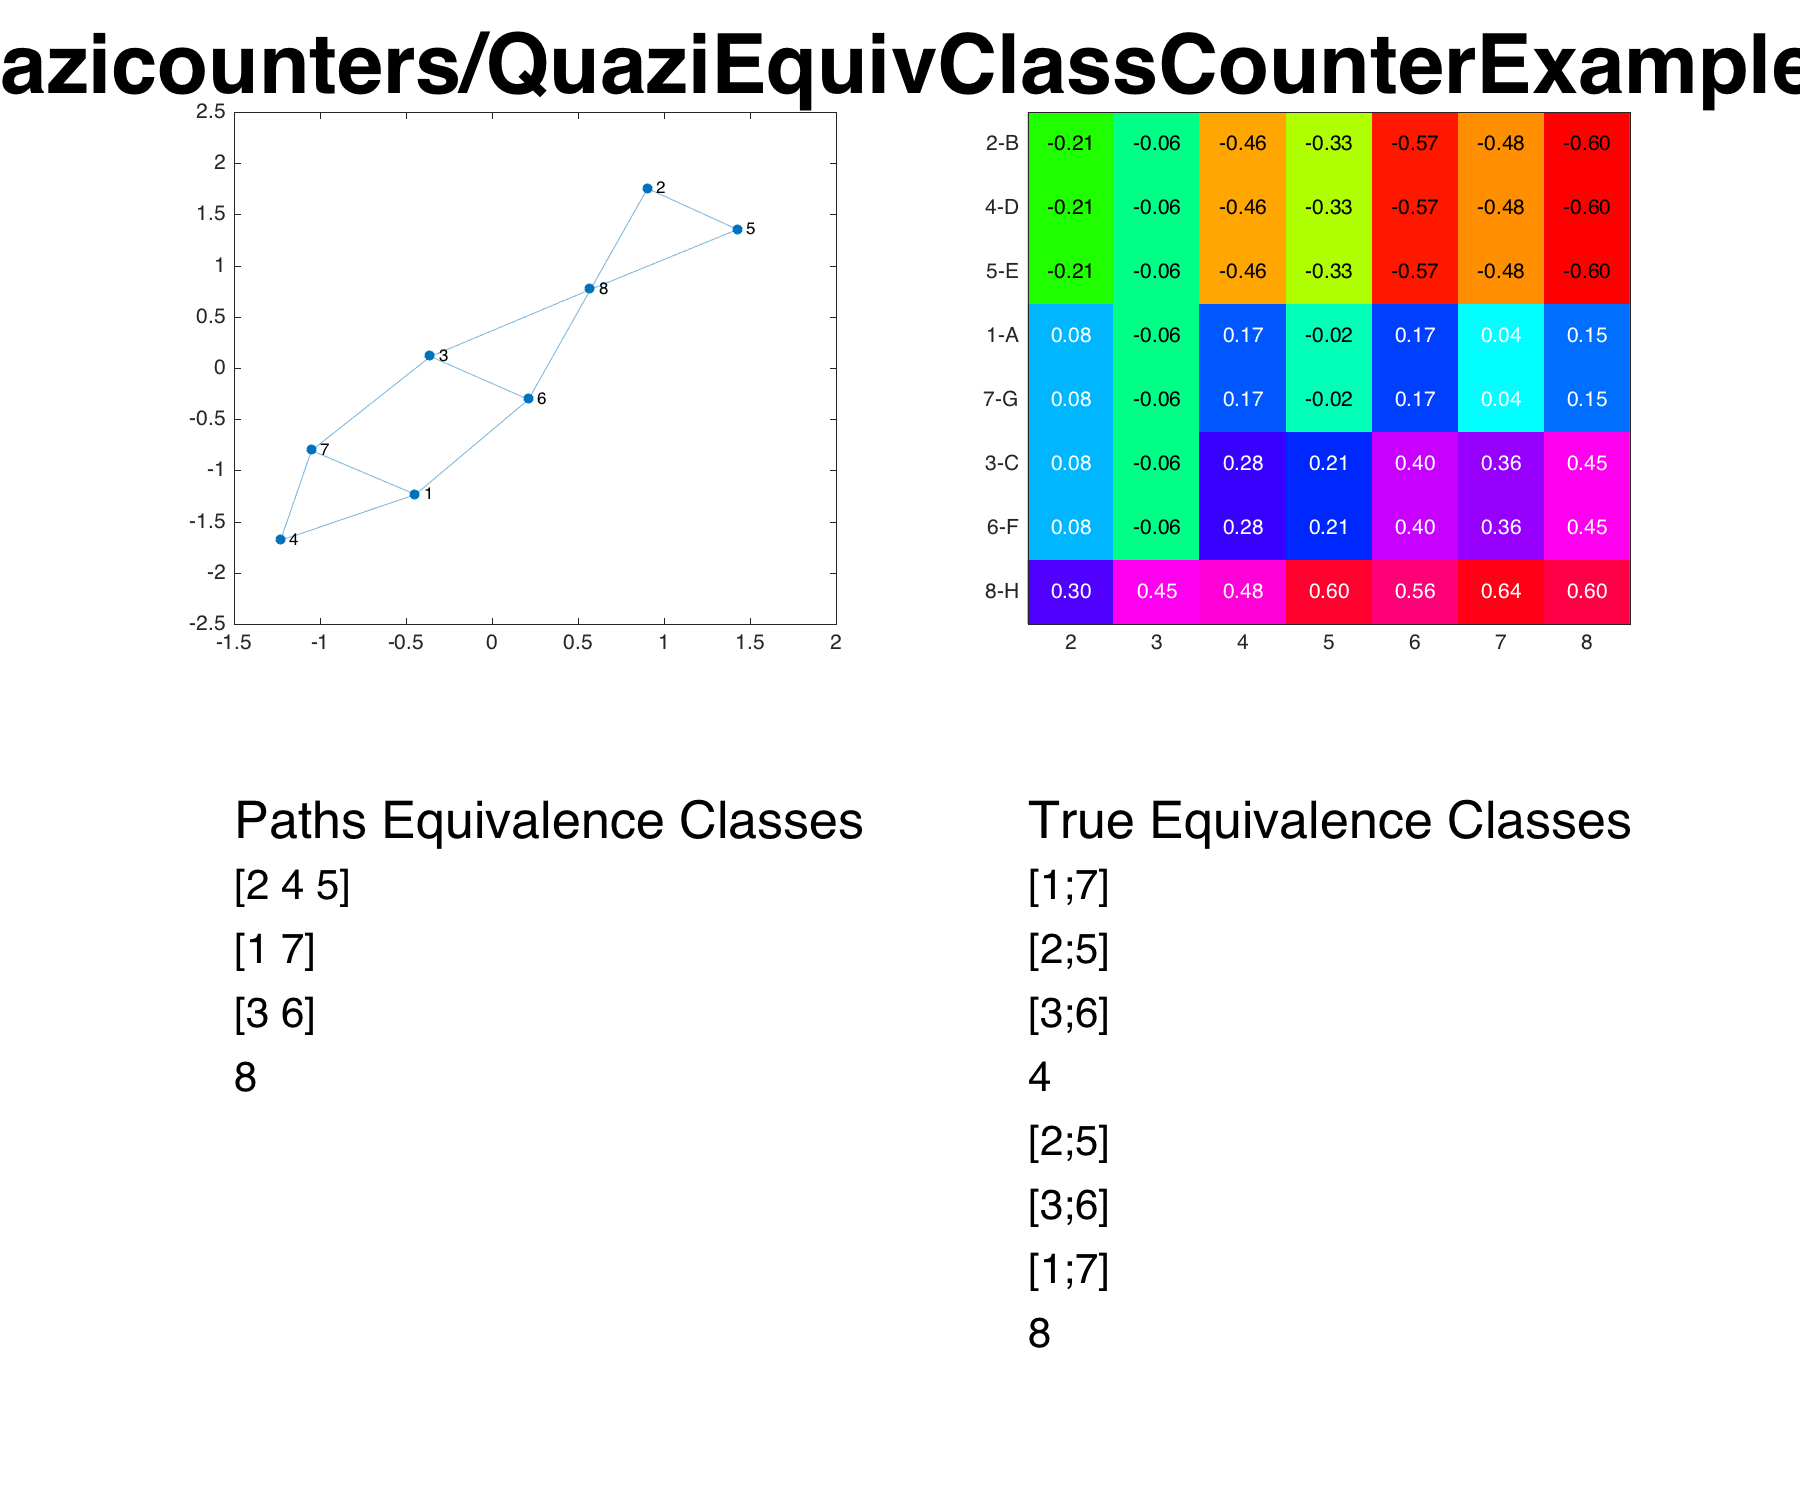 azicounters/QuaziEquivClassCounterExample
2.5
2
1.5
1
0.5
0
-0.5
-1
-1.5
-2
-2.5
-1.5 -1 -0.5 0 0.5 1 1.5 2
2
5
8
3
6
7
1
4
2-B -0.21 -0.06 -0.46 -0.33 -0.57 -0.48 -0.60
4-D -0.21 -0.06 -0.46 -0.33 -0.57 -0.48 -0.60
5-E -0.21 -0.06 -0.46 -0.33 -0.57 -0.48 -0.60
1-A 0.08 -0.06 0.17 -0.02 0.17 0.04 0.15
7-G 0.08 -0.06 0.17 -0.02 0.17 0.04 0.15
3-C 0.08 -0.06 0.28 0.21 0.40 0.36 0.45
6-F 0.08 -0.06 0.28 0.21 0.40 0.36 0.45
8-H 0.30 0.45 0.48 0.60 0.56 0.64 0.60
2 3 4 5 6 7 8
Paths Equivalence Classes
[2 4 5]
[1 7]
[3 6]
8
True Equivalence Classes
[1;7]
[2;5]
[3;6]
4
[2;5]
[3;6]
[1;7]
8